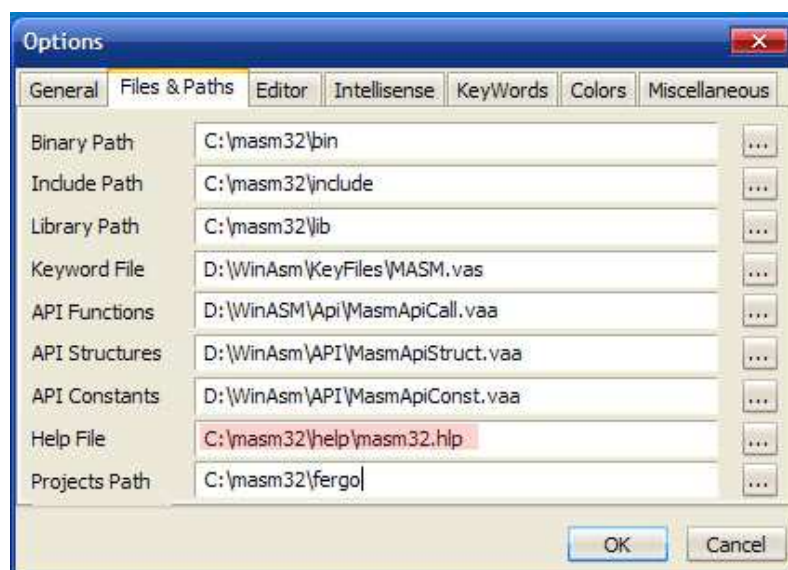 Options
General Files & Paths Editor Intellisense KeyWords Colors Miscellaneous
Binary Path C:\masm32\bin ...
Include Path C:\masm32\include ...
Library Path C:\masm32\lib ...
Keyword File D:\WinAsm\KeyFiles\MASM.vas ...
API Functions D:\WinASM\Api\MasmApiCall.vaa ...
API Structures D:\WinAsm\API\MasmApiStruct.vaa ...
API Constants D:\WinAsm\API\MasmApiConst.vaa ...
Help File C:\masm32\help\masm32.hlp ...
Projects Path C:\masm32\fergo ...
OK Cancel